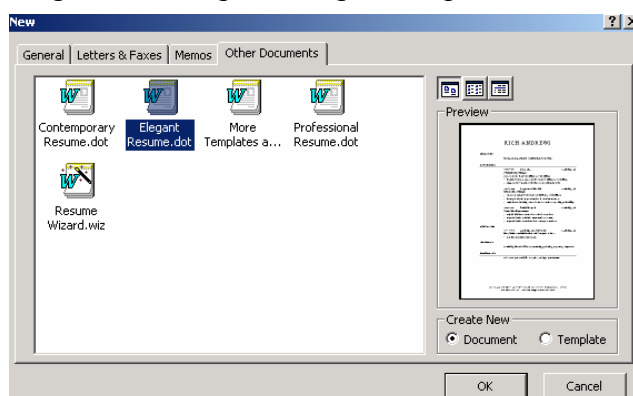 New
General Letters & Faxes Memos Other Documents
Contemporary Resume.dot
Elegant Resume.dot
More Templates a...
Professional Resume.dot
Resume Wizard.wiz
Preview
RICH ANDREWS
Create New
Document Template
OK Cancel